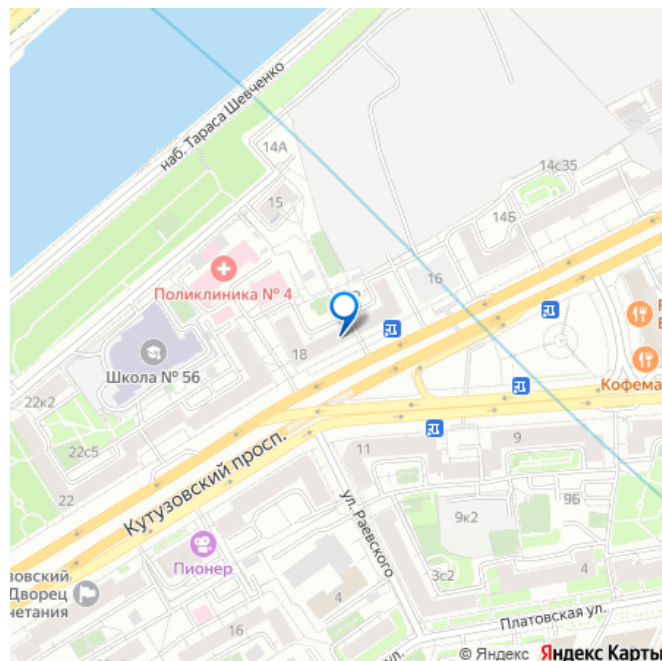 наб. Тараса Шевченко
14А
14с35
15
14Б
16
Поликлиника № 4
18
Школа № 56
Кофема
22к2
22с5
22
11
9
Кутузовский просп.
ул. Раевского
9Б
9к2
Пионер
3с2
4
4
зовский
Дворец
нетания
16
Платовская ул.
ул.
© Яндекс Яндекс Карты